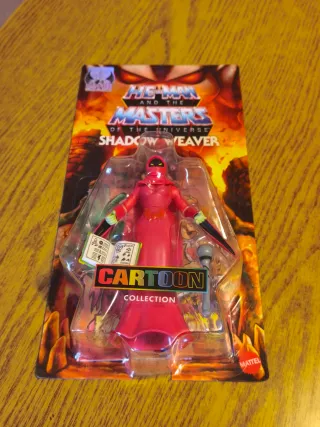 HE-MAN
AND THE
MASTERS
OF THE UNIVERSE
SHADOW WEAVER
CARTOON
COLLECTION
MATTEL